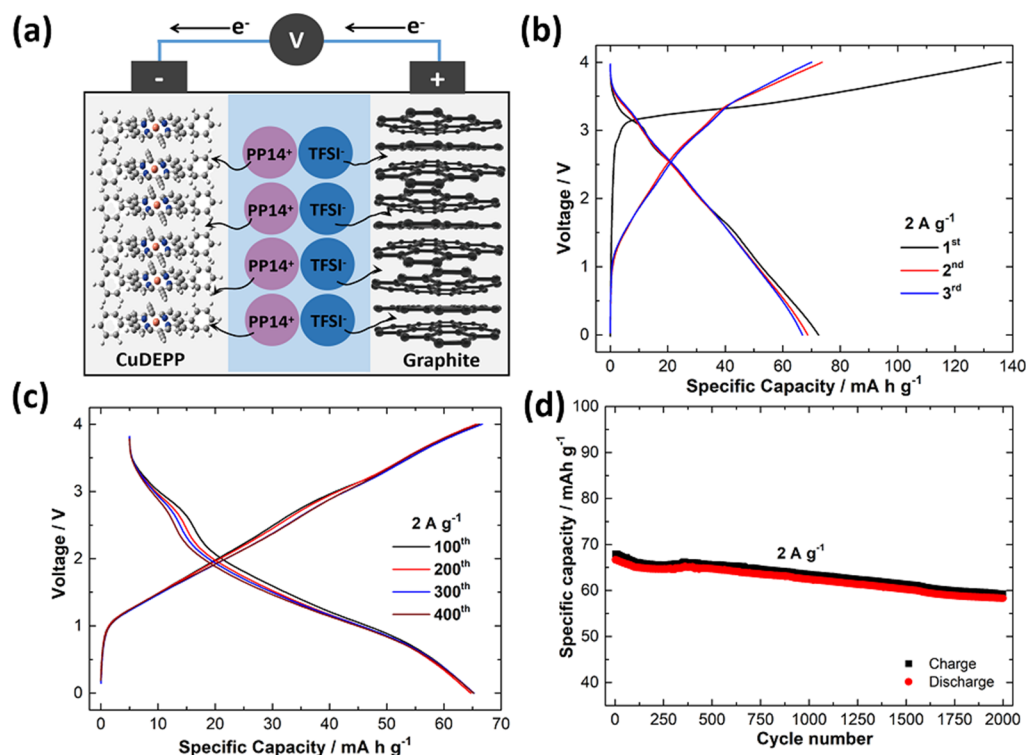 (a)
e⁻
e⁻
V
-
+
PP14⁺ TFSI⁻
PP14⁺ TFSI⁻
PP14⁺ TFSI⁻
PP14⁺ TFSI⁻
CuDEPP
Graphite
(b)
Voltage / V
4
3
2
1
0
2 A g⁻¹
1ˢᵗ
2ⁿᵈ
3ʳᵈ
0 20 40 60 80 100 120 140
Specific Capacity / mA h g⁻¹
(c)
Voltage / V
4
3
2
1
0
2 A g⁻¹
100ᵗʰ
200ᵗʰ
300ᵗʰ
400ᵗʰ
0 10 20 30 40 50 60 70
Specific Capacity / mA h g⁻¹
(d)
Specific capacity / mAh g⁻¹
100
90
80
70
60
50
40
2 A g⁻¹
Charge
Discharge
0 250 500 750 1000 1250 1500 1750 2000
Cycle number